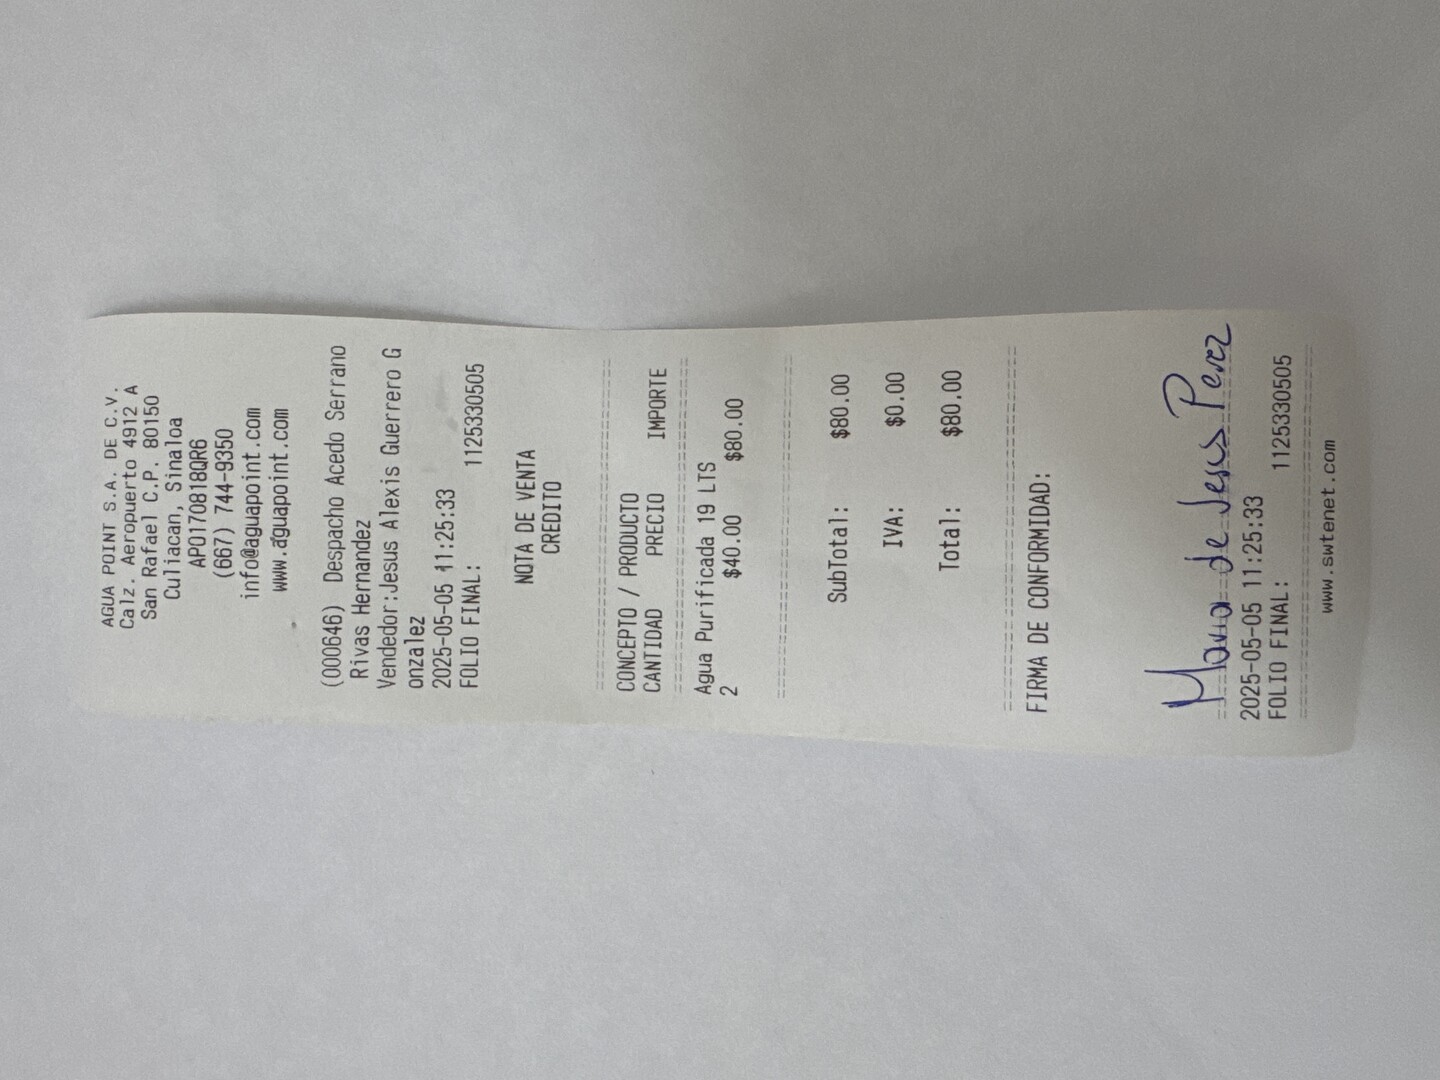 AGUA POINT S.A. DE C.V.
Calz. Aeropuerto 4912 A
San Rafael C.P. 80150
Culiacan, Sinaloa
APO170818QR6
(667) 744-9350
info@aguapoint.com
www.aguapoint.com
(000646) Despacho Acedo Serrano
Rivas Hernandez
Vendedor:Jesus Alexis Guerrero G
onzalez
2025-05-05 11:25:33
FOLIO FINAL: 1125330505
NOTA DE VENTA
CREDITO
================================
CONCEPTO / PRODUCTO
CANTIDAD PRECIO IMPORTE
================================
Agua Purificada 19 LTS
2 $40.00 $80.00
================================
SubTotal: $80.00
IVA: $0.00
Total: $80.00
================================
FIRMA DE CONFORMIDAD:
Maria de Jesus Perez
================================
2025-05-05 11:25:33
FOLIO FINAL: 1125330505
================================
www.swtenet.com